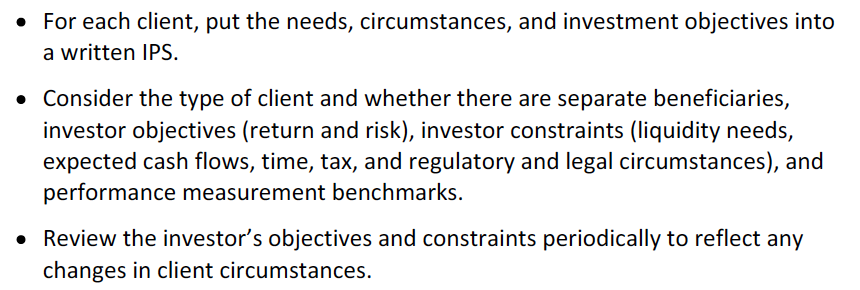 • For each client, put the needs, circumstances, and investment objectives into
a written IPS.
• Consider the type of client and whether there are separate beneficiaries,
investor objectives (return and risk), investor constraints (liquidity needs,
expected cash flows, time, tax, and regulatory and legal circumstances), and
performance measurement benchmarks.
• Review the investor’s objectives and constraints periodically to reflect any
changes in client circumstances.